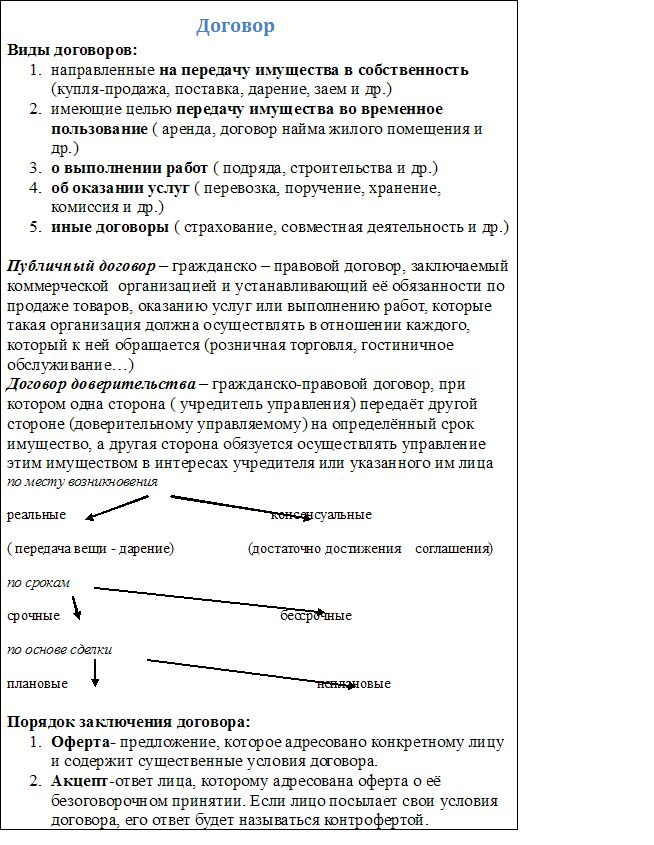 Договор
Виды договоров:
1. направленные на передачу имущества в собственность
(купля-продажа, поставка, дарение, заем и др.)
2. имеющие целью передачу имущества во временное
пользование ( аренда, договор найма жилого помещения и
др.)
3. о выполнении работ ( подряда, строительства и др.)
4. об оказании услуг ( перевозка, поручение, хранение,
комиссия и др.)
5. иные договоры ( страхование, совместная деятельность и др.)
Публичный договор – гражданско – правовой договор, заключаемый
коммерческой организацией и устанавливающий её обязанности по
продаже товаров, оказанию услуг или выполнению работ, которые
такая организация должна осуществлять в отношении каждого,
который к ней обращается (розничная торговля, гостиничное
обслуживание…)
Договор доверительства – гражданско-правовой договор, при
котором одна сторона ( учредитель управления) передаёт другой
стороне (доверительному управляемому) на определённый срок
имущество, а другая сторона обязуется осуществлять управление
этим имуществом в интересах учредителя или указанного им лица
по месту возникновения
реальные консенсуальные
( передача вещи - дарение) (достаточно достижения соглашения)
по срокам
срочные бессрочные
по основе сделки
плановые неплановые
Порядок заключения договора:
1. Оферта- предложение, которое адресовано конкретному лицу
и содержит существенные условия договора.
2. Акцепт-ответ лица, которому адресована оферта о её
безоговорочном принятии. Если лицо посылает свои условия
договора, его ответ будет называться контрофертой.